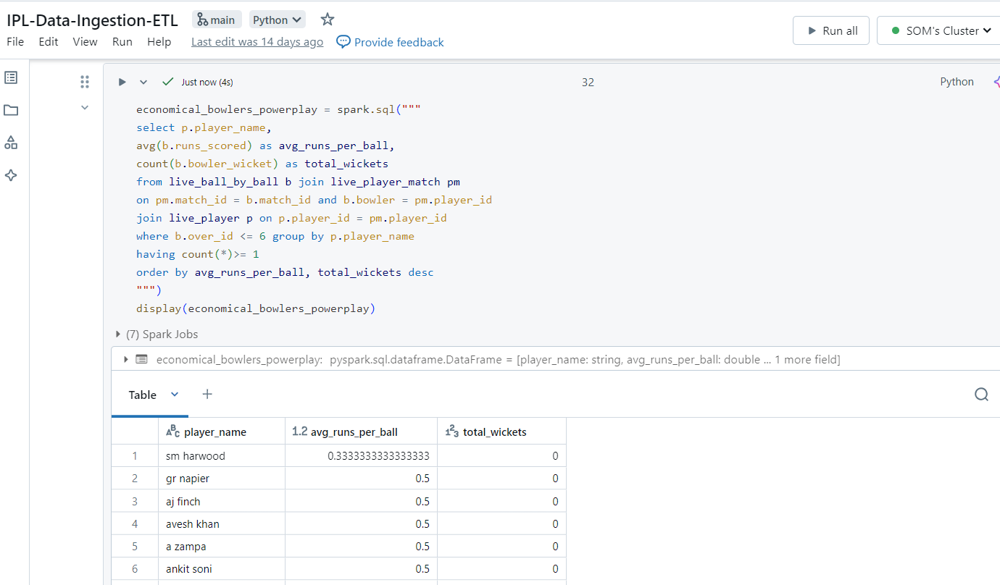 IPL-Data-Ingestion-ETL main Python
File Edit View Run Help Last edit was 14 days ago Provide feedback
Run all SOM's Cluster
Just now (4s) 32 Python
economical_bowlers_powerplay = spark.sql("""
select p.player_name,
avg(b.runs_scored) as avg_runs_per_ball,
count(b.bowler_wicket) as total_wickets
from live_ball_by_ball b join live_player_match pm
on pm.match_id = b.match_id and b.bowler = pm.player_id
join live_player p on p.player_id = pm.player_id
where b.over_id <= 6 group by p.player_name
having count(*)>= 1
order by avg_runs_per_ball, total_wickets desc
""")
display(economical_bowlers_powerplay)
(7) Spark Jobs
economical_bowlers_powerplay: pyspark.sql.dataframe.DataFrame = [player_name: string, avg_runs_per_ball: double ... 1 more field]
Table +
ABC player_name 1.2 avg_runs_per_ball 123 total_wickets
1 sm harwood 0.3333333333333333 0
2 gr napier 0.5 0
3 aj finch 0.5 0
4 avesh khan 0.5 0
5 a zampa 0.5 0
6 ankit soni 0.5 0